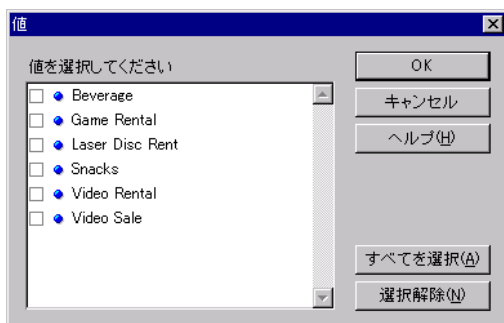 値
値を選択してください
Beverage
Game Rental
Laser Disc Rent
Snacks
Video Rental
Video Sale
OK
キャンセル
ヘルプ(H)
すべてを選択(A)
選択解除(N)